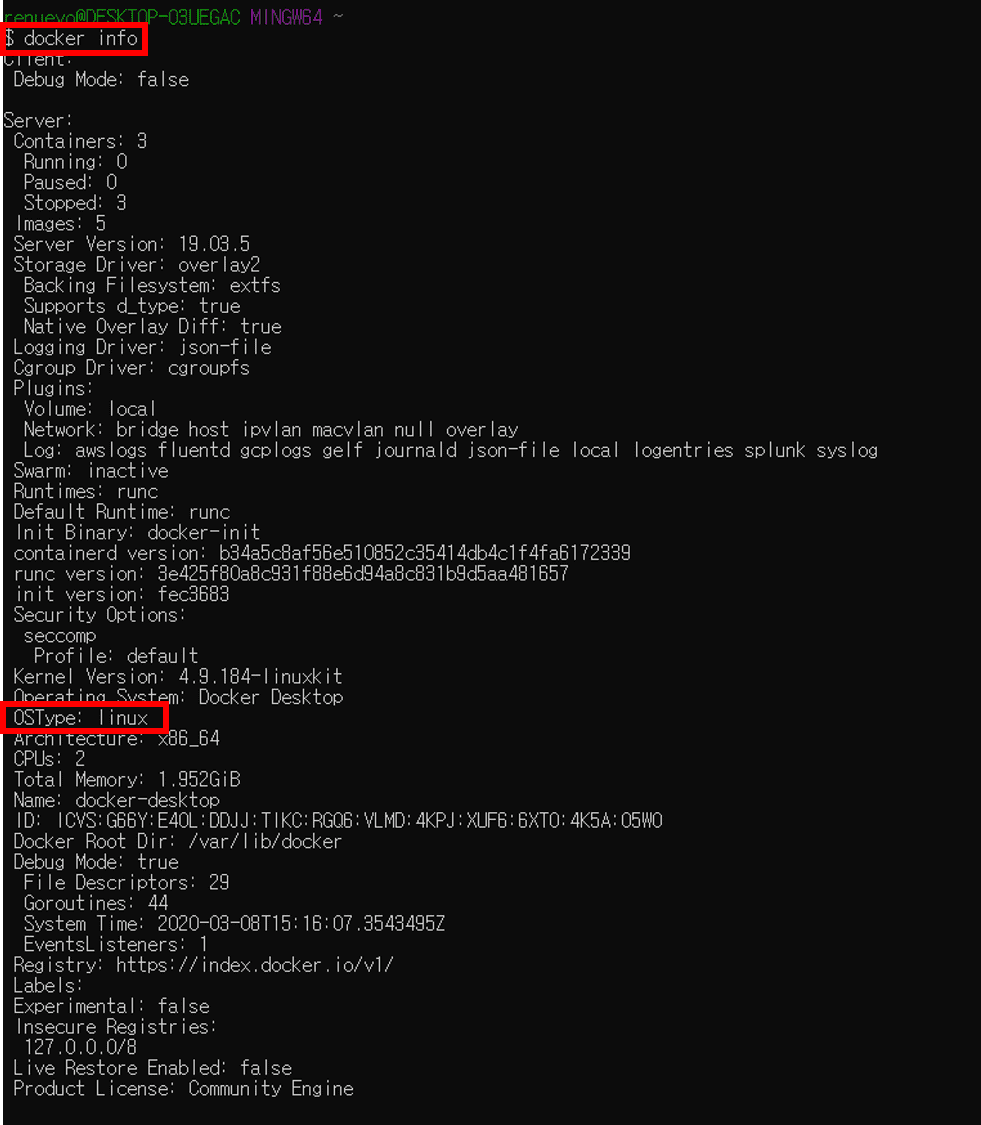 renuevo@DESKTOP-O3UEGAC MINGW64 ~
$ docker info
Client:
 Debug Mode: false

Server:
 Containers: 3
  Running: 0
  Paused: 0
  Stopped: 3
 Images: 5
 Server Version: 19.03.5
 Storage Driver: overlay2
  Backing Filesystem: extfs
  Supports d_type: true
  Native Overlay Diff: true
 Logging Driver: json-file
 Cgroup Driver: cgroupfs
 Plugins:
  Volume: local
  Network: bridge host ipvlan macvlan null overlay
  Log: awslogs fluentd gcplogs gelf journald json-file local logentries splunk syslog
 Swarm: inactive
 Runtimes: runc
 Default Runtime: runc
 Init Binary: docker-init
 containerd version: b34a5c8af56e510852c35414db4c1f4fa6172339
 runc version: 3e425f80a8c931f88e6d94a8c831b9d5aa481657
 init version: fec3683
 Security Options:
  seccomp
   Profile: default
 Kernel Version: 4.9.184-linuxkit
 Operating System: Docker Desktop
 OSType: linux
 Architecture: x86_64
 CPUs: 2
 Total Memory: 1.952GiB
 Name: docker-desktop
 ID: ICVS:G66Y:E4OL:DDJJ:TIKC:RGQ6:VLMD:4KPJ:XUF6:6XTO:4K5A:O5WO
 Docker Root Dir: /var/lib/docker
 Debug Mode: true
  File Descriptors: 29
  Goroutines: 44
  System Time: 2020-03-08T15:16:07.3543495Z
  EventsListeners: 1
 Registry: https://index.docker.io/v1/
 Labels:
 Experimental: false
 Insecure Registries:
  127.0.0.0/8
 Live Restore Enabled: false
 Product License: Community Engine